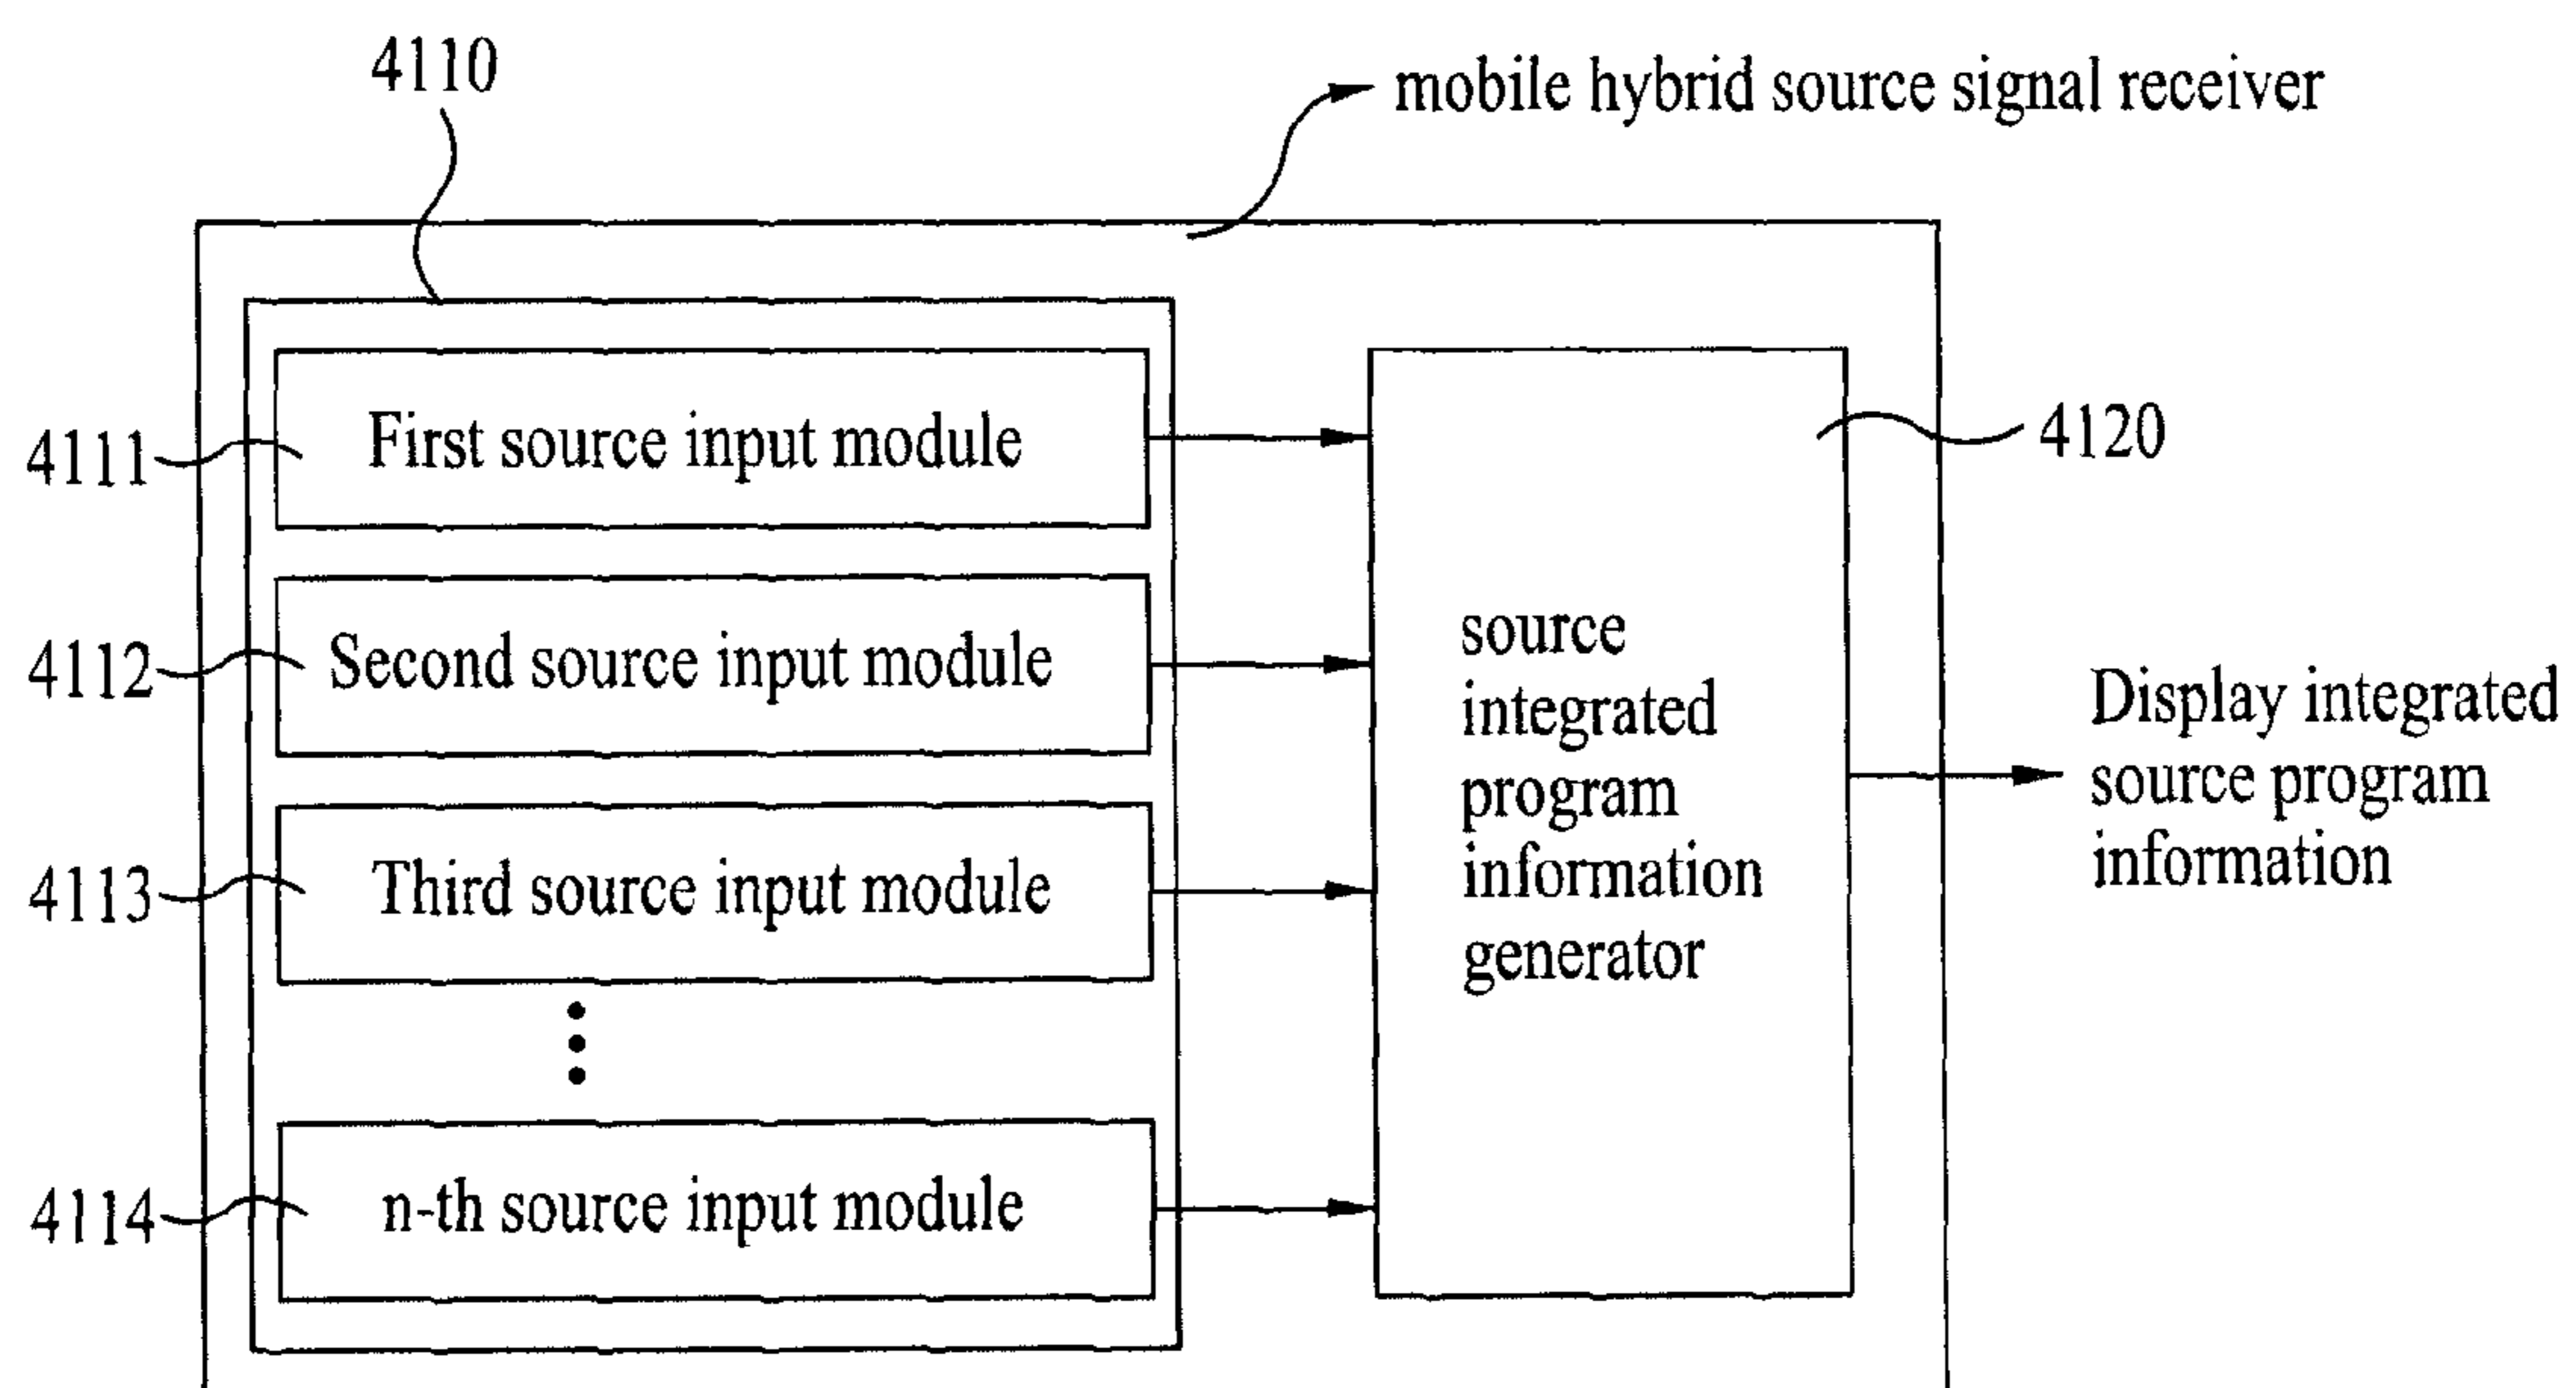 4110
mobile hybrid source signal receiver
4111
First source input module
4120
4112
Second source input module
source
integrated
program
information
generator
Display integrated
source program
information
4113
Third source input module
4114
n-th source input module